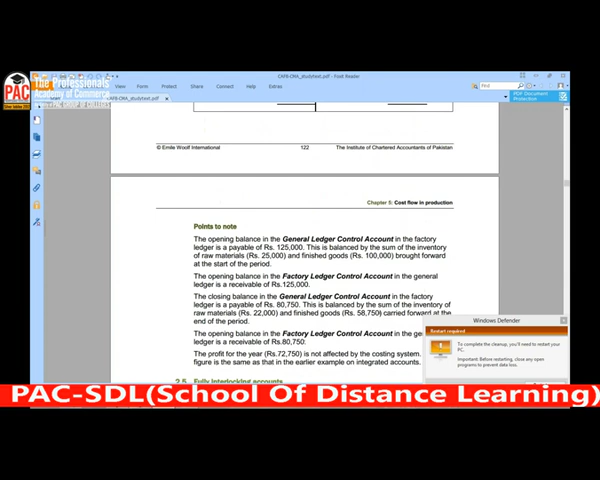 CAF8-CMA_studytext.pdf - Foxit Reader
The Professionals
Academy of Commerce
PAC
View Form Protect Share Connect Help Extras
Find
CAF8-CMA_studytext.pdf
PDF Document
Protection
© Emile Woolf International 122 The Institute of Chartered Accountants of Pakistan
Chapter 5: Cost flow in production
Points to note
The opening balance in the General Ledger Control Account in the factory
ledger is a payable of Rs. 125,000. This is balanced by the sum of the inventory
of raw materials (Rs. 25,000) and finished goods (Rs. 100,000) brought forward
at the start of the period.
The opening balance in the Factory Ledger Control Account in the general
ledger is a receivable of Rs.125,000.
The closing balance in the General Ledger Control Account in the factory
ledger is a payable of Rs. 80,750. This is balanced by the sum of the inventory of
raw materials (Rs. 22,000) and finished goods (Rs. 58,750) carried forward at the
end of the period.
The opening balance in the Factory Ledger Control Account in the ge
ledger is a receivable of Rs.80,750.
The profit for the year (Rs.72,750) is not affected by the costing system.
figure is the same as that in the earlier example on integrated accounts.
2.5 Fully interlocking accounts
Windows Defender
Restart required
To complete the cleanup, you'll need to restart your
PC.
Important: Before restarting, close any open
programs to prevent data loss.
PAC-SDL(School Of Distance Learning)